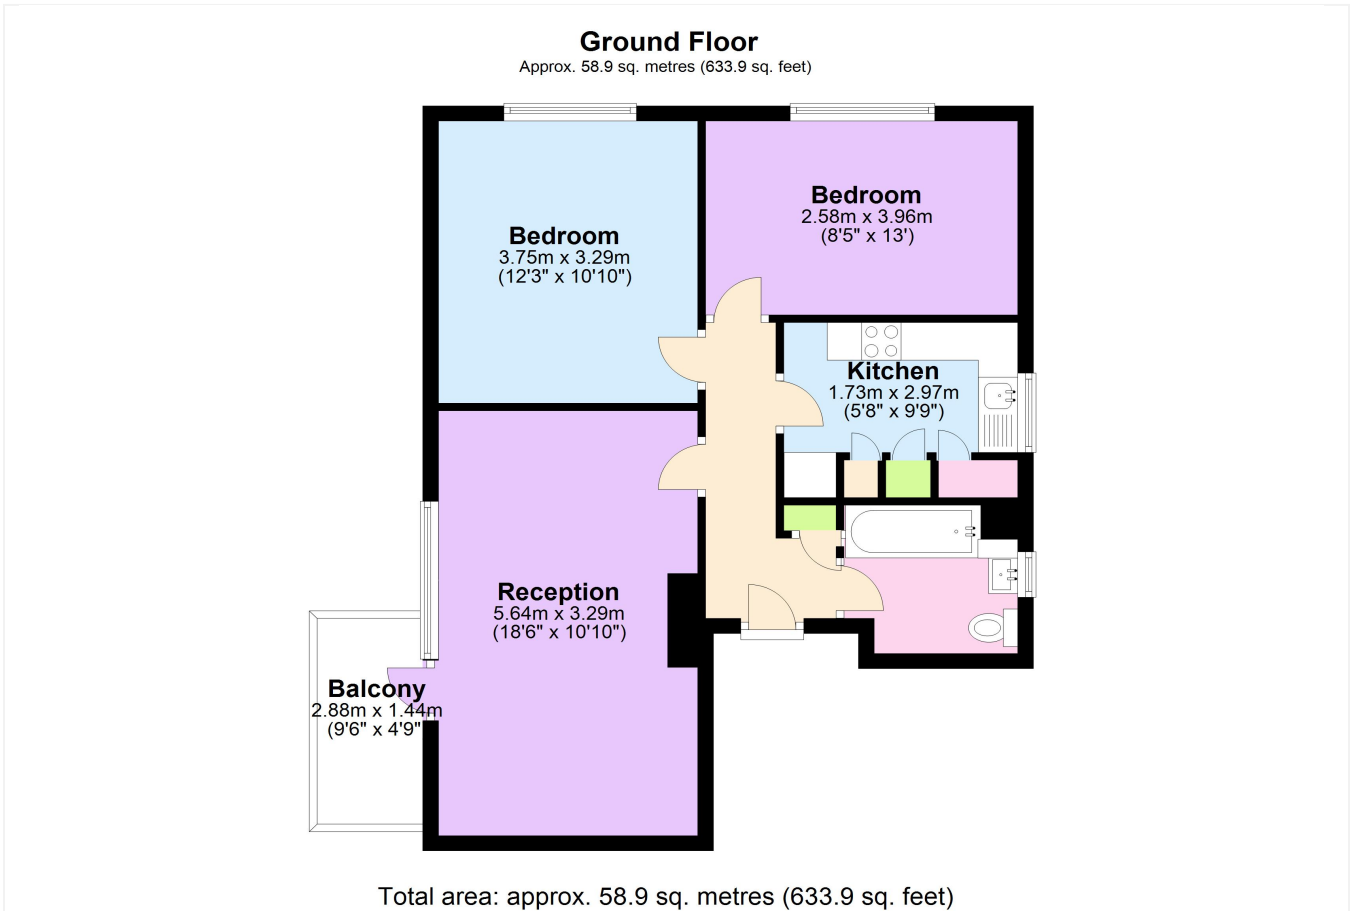 Ground Floor
Approx. 58.9 sq. metres (633.9 sq. feet)
Bedroom
2.58m x 3.96m
(8'5" x 13')
Bedroom
3.75m x 3.29m
(12'3" x 10'10")
Kitchen
1.73m x 2.97m
(5'8" x 9'9")
Reception
5.64m x 3.29m
(18'6" x 10'10")
Balcony
2.88m x 1.44m
(9'6" x 4'9"
Total area: approx. 58.9 sq. metres (633.9 sq. feet)